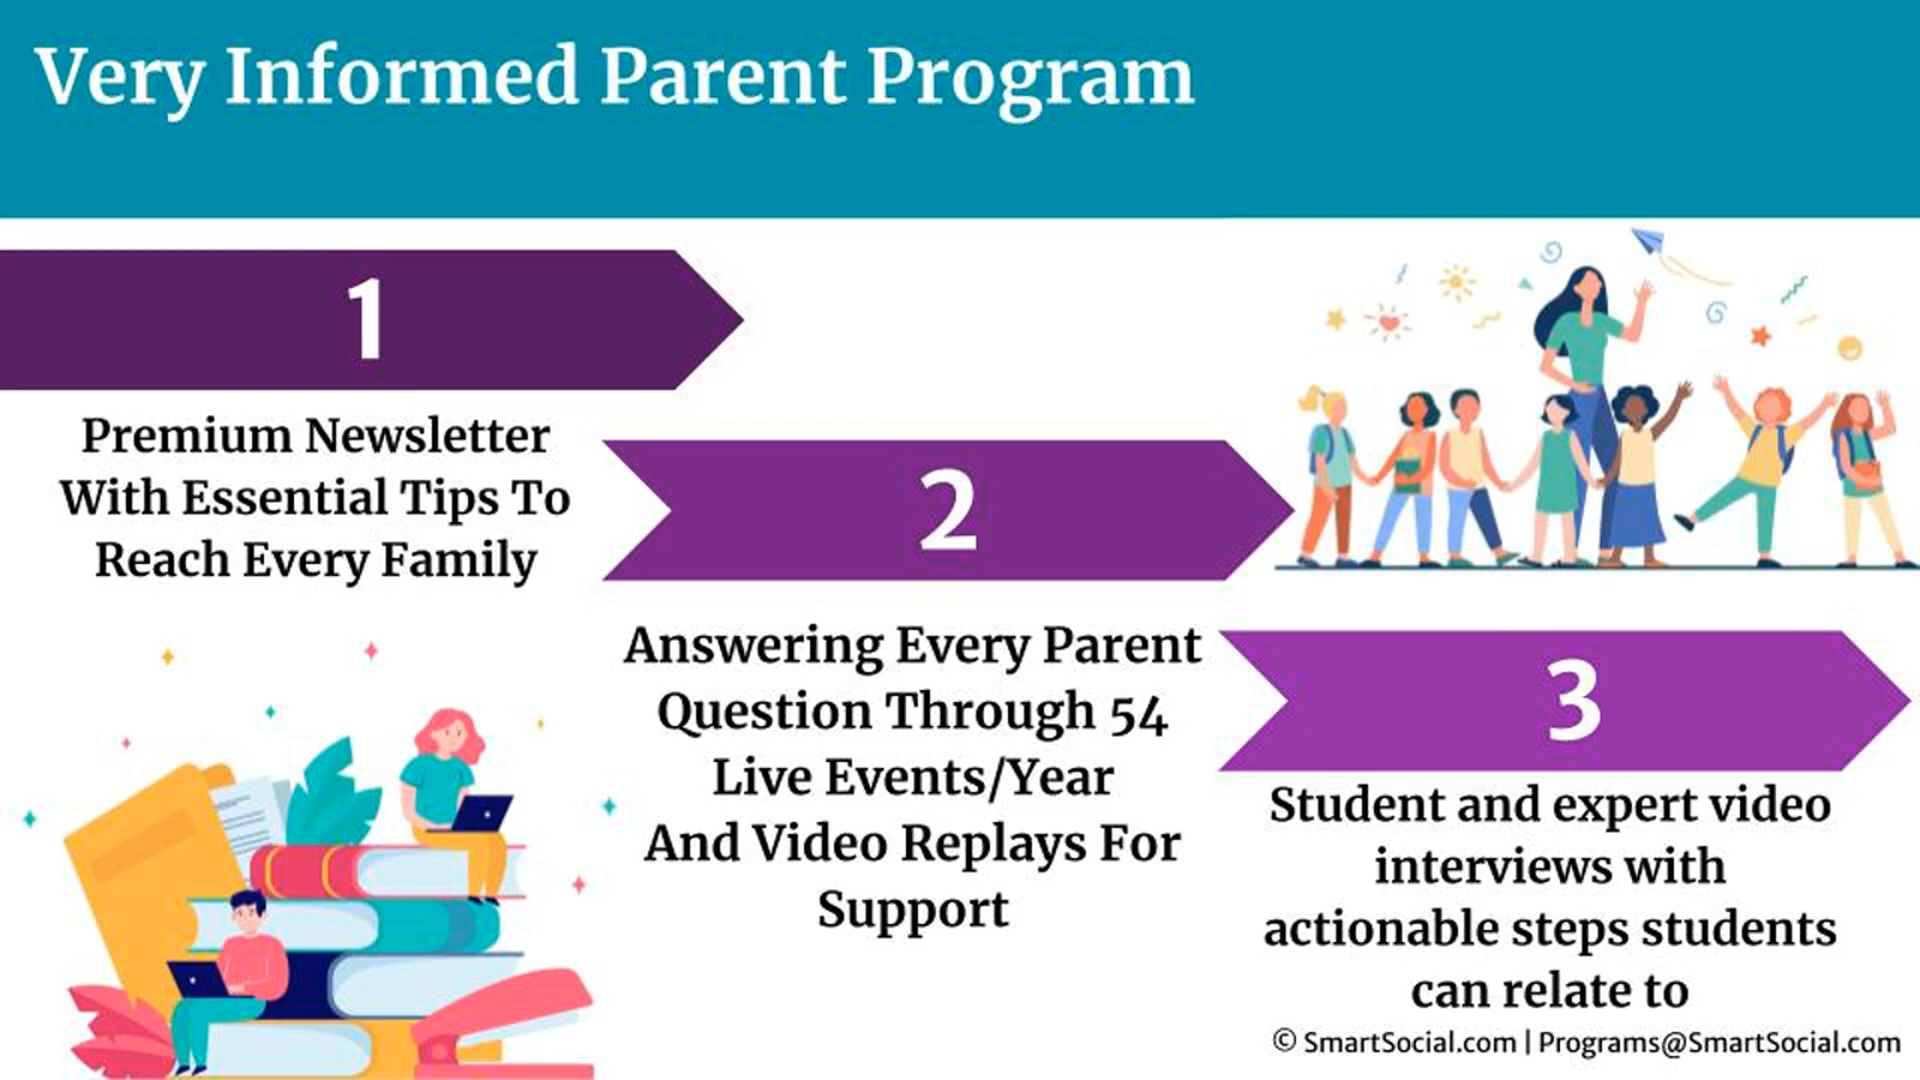 Very Informed Parent Program
1
Premium Newsletter
With Essential Tips To
Reach Every Family
2
Answering Every Parent
Question Through 54
Live Events/Year
And Video Replays For
Support
3
Student and expert video
interviews with
actionable steps students
can relate to
© SmartSocial.com | Programs@SmartSocial.com